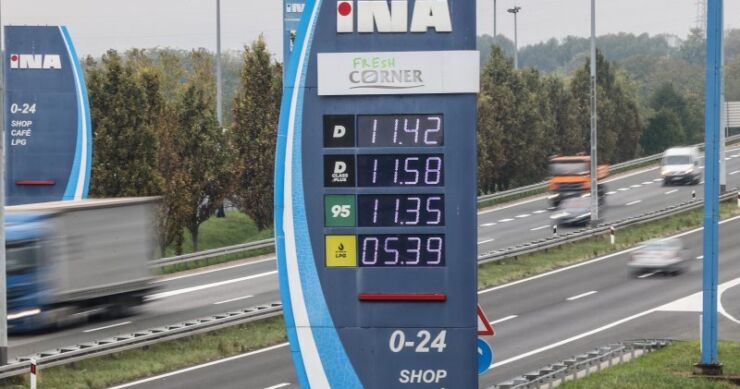 INA
0-24
SHOP
CAFÉ
LPG
INA
FRESH
CORNER
D 11.42
D CLASS PLUS 11.58
95 11.35
LPG 05.39
0-24
SHOP